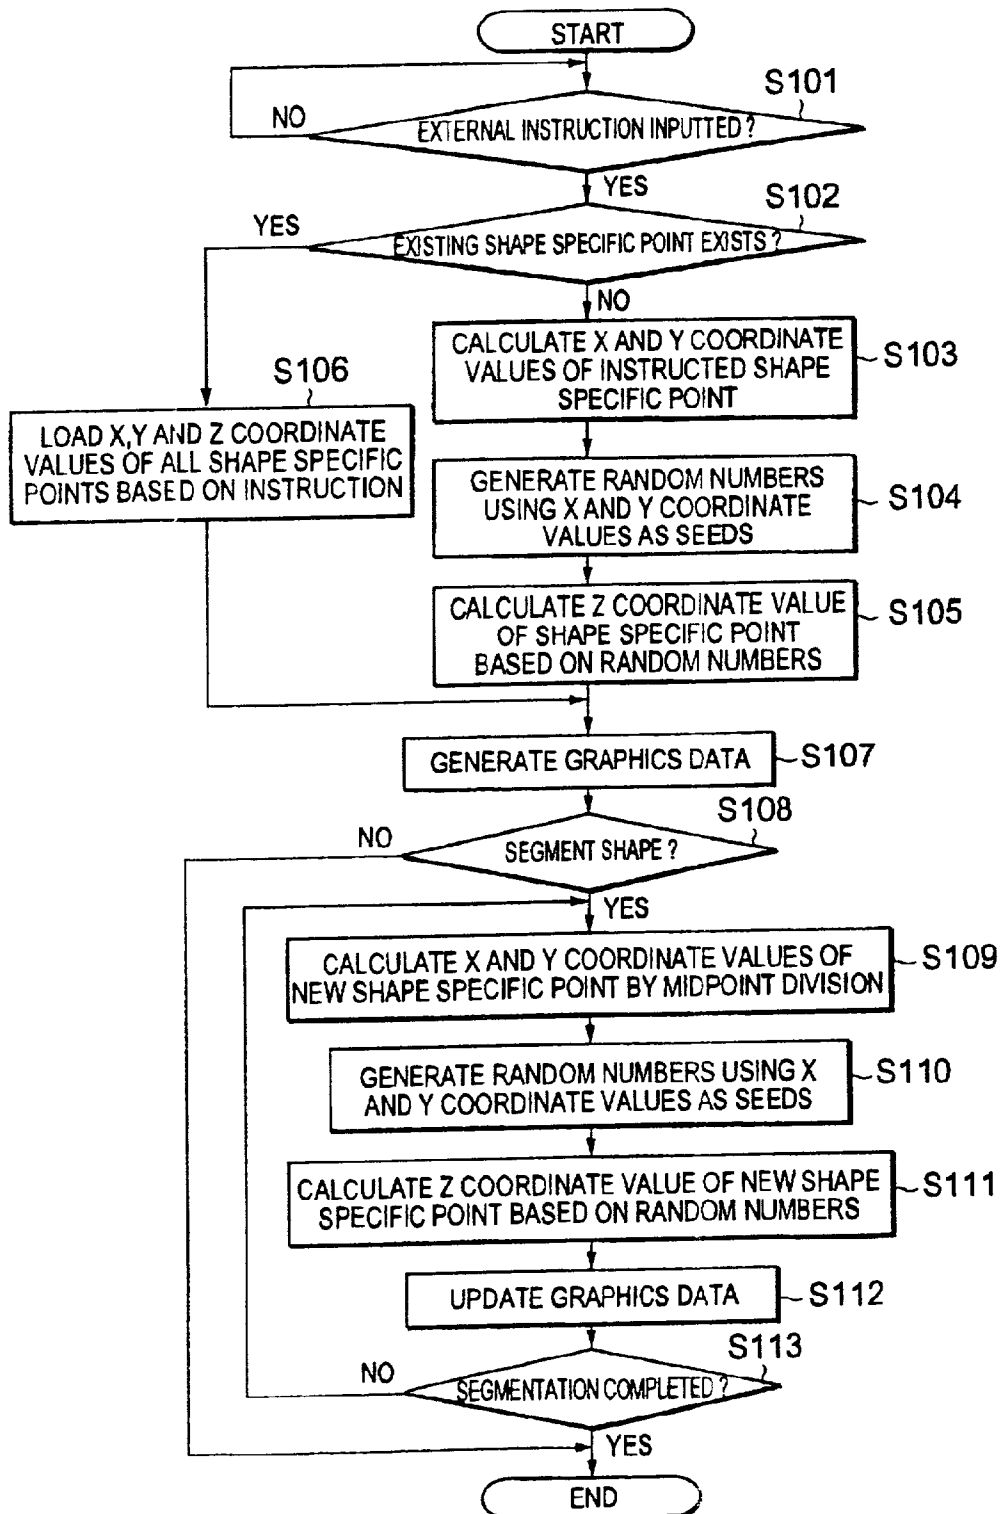 START
S101
NO
EXTERNAL INSTRUCTION INPUTTED ?
YES
S102
YES
EXISTING SHAPE SPECIFIC POINT EXISTS ?
NO
CALCULATE X AND Y COORDINATE
VALUES OF INSTRUCTED SHAPE
SPECIFIC POINT
S103
S106
LOAD X,Y AND Z COORDINATE
VALUES OF ALL SHAPE SPECIFIC
POINTS BASED ON INSTRUCTION
GENERATE RANDOM NUMBERS
USING X AND Y COORDINATE
VALUES AS SEEDS
S104
CALCULATE Z COORDINATE VALUE
OF SHAPE SPECIFIC POINT
BASED ON RANDOM NUMBERS
S105
GENERATE GRAPHICS DATA
S107
S108
NO
SEGMENT SHAPE ?
YES
CALCULATE X AND Y COORDINATE VALUES OF
NEW SHAPE SPECIFIC POINT BY MIDPOINT DIVISION
S109
GENERATE RANDOM NUMBERS USING X
AND Y COORDINATE VALUES AS SEEDS
S110
CALCULATE Z COORDINATE VALUE OF NEW SHAPE
SPECIFIC POINT BASED ON RANDOM NUMBERS
S111
UPDATE GRAPHICS DATA
S112
S113
NO
SEGMENTATION COMPLETED ?
YES
END